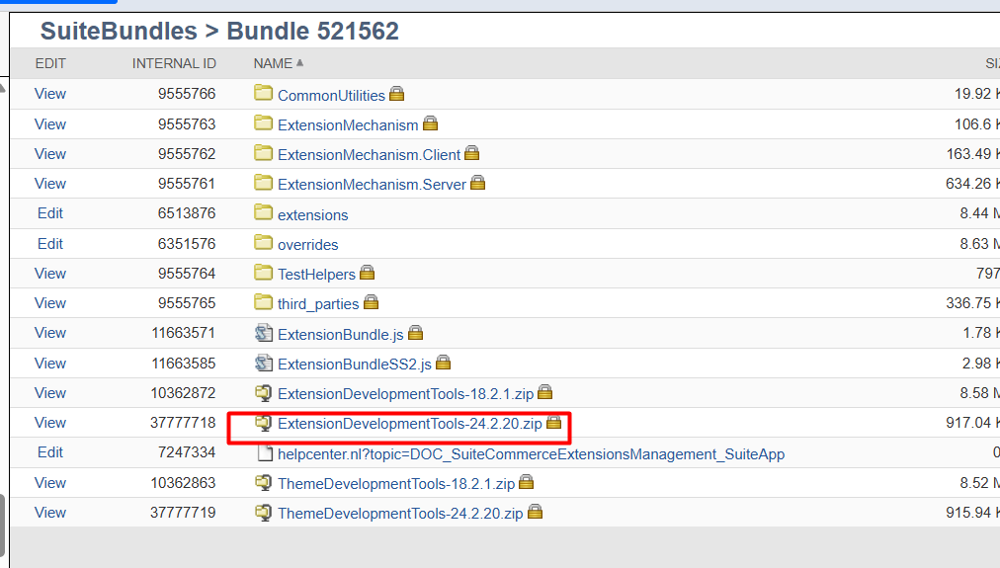 SuiteBundles > Bundle 521562
EDIT INTERNAL ID NAME
View 9555766 CommonUtilities 19.92
View 9555763 ExtensionMechanism 106.6
View 9555762 ExtensionMechanism.Client 163.49
View 9555761 ExtensionMechanism.Server 634.26
Edit 6513876 extensions 8.44
Edit 6351576 overrides 8.63
View 9555764 TestHelpers 797
View 9555765 third_parties 336.75
View 11663571 ExtensionBundle.js 1.78
View 11663585 ExtensionBundleSS2.js 2.98
View 10362872 ExtensionDevelopmentTools-18.2.1.zip 8.58
View 37777718 ExtensionDevelopmentTools-24.2.20.zip 917.04
Edit 7247334 helpcenter.nl?topic=DOC_SuiteCommerceExtensionsManagement_SuiteApp 0
View 10362863 ThemeDevelopmentTools-18.2.1.zip 8.52
View 37777719 ThemeDevelopmentTools-24.2.20.zip 915.94